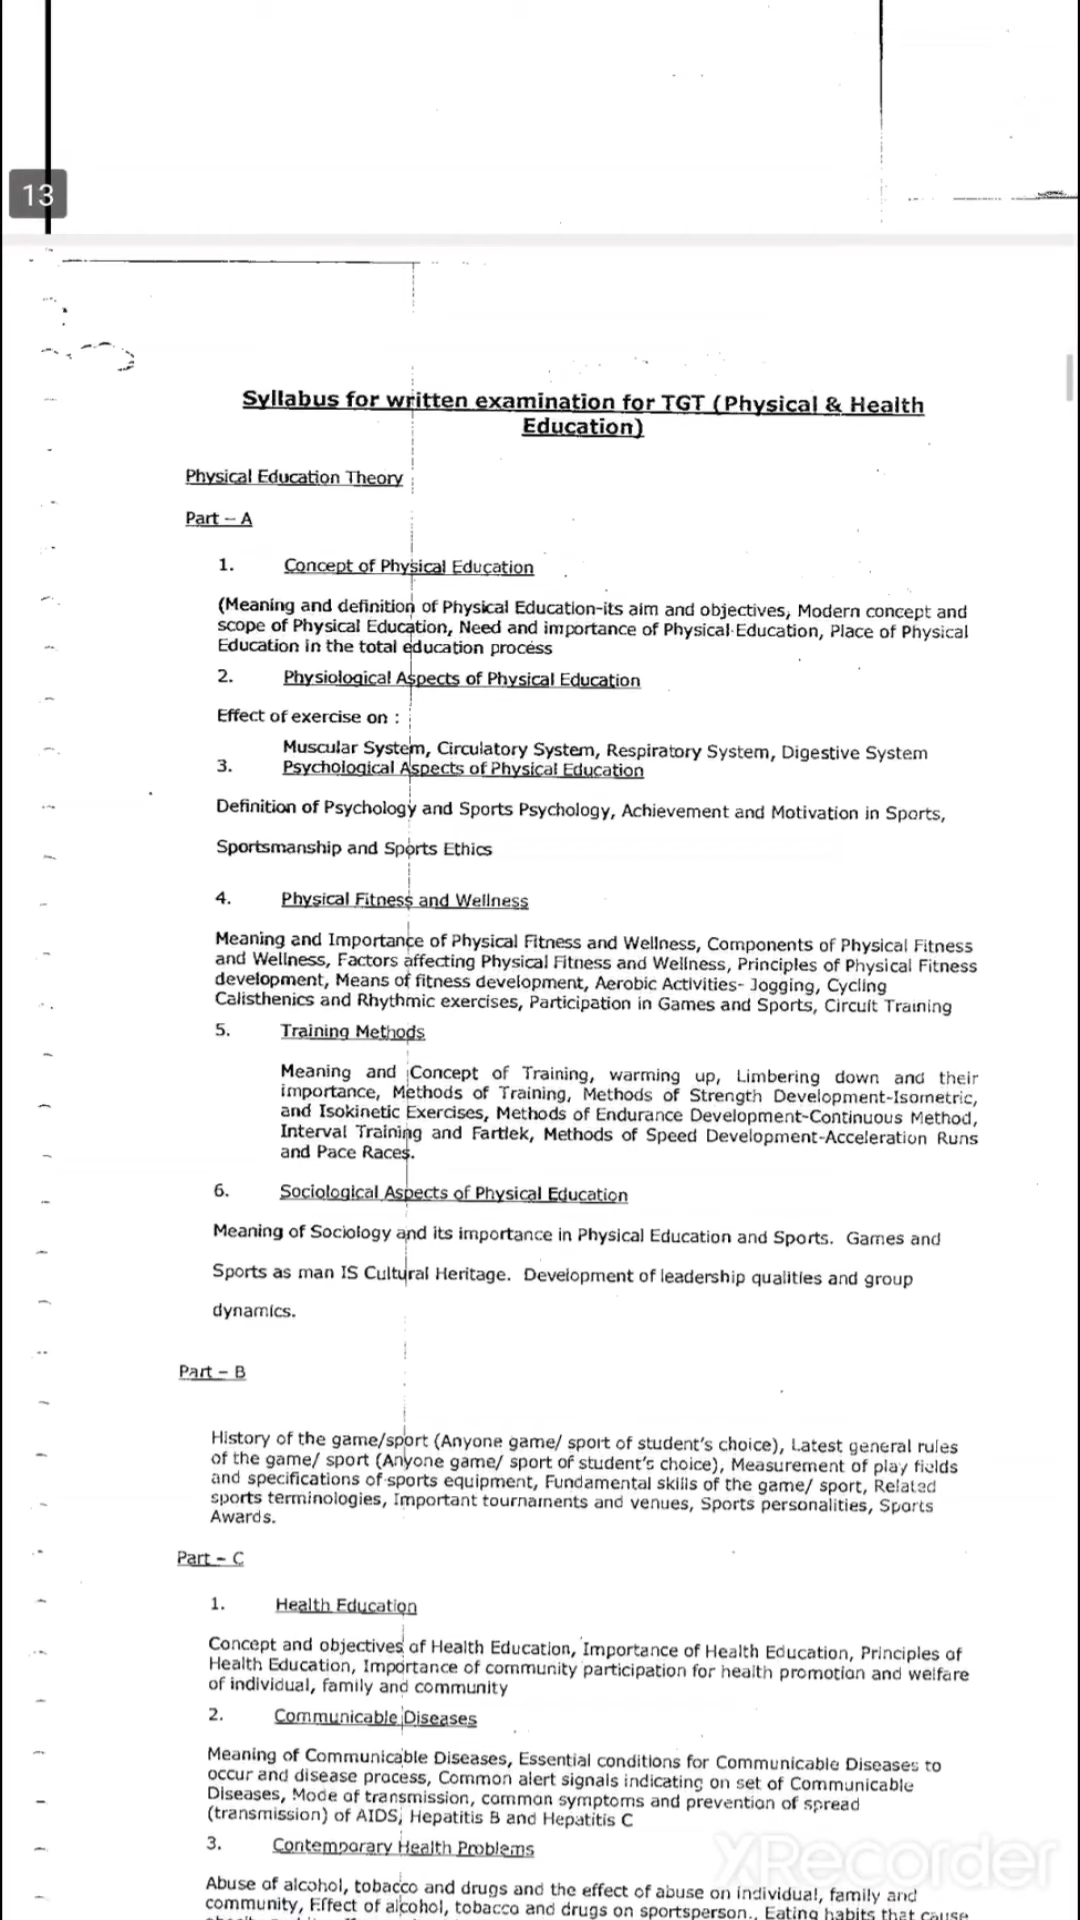 13
Syllabus for written examination for TGT (Physical & Health
Education)
Physical Education Theory
Part – A
1. Concept of Physical Education
(Meaning and definition of Physical Education-its aim and objectives, Modern concept and
scope of Physical Education, Need and importance of Physical Education, Place of Physical
Education in the total education process
2. Physiological Aspects of Physical Education
Effect of exercise on :
Muscular System, Circulatory System, Respiratory System, Digestive System
3. Psychological Aspects of Physical Education
Definition of Psychology and Sports Psychology, Achievement and Motivation in Sports,
Sportsmanship and Sports Ethics
4. Physical Fitness and Wellness
Meaning and Importance of Physical Fitness and Wellness, Components of Physical Fitness
and Wellness, Factors affecting Physical Fitness and Wellness, Principles of Physical Fitness
development, Means of fitness development, Aerobic Activities- Jogging, Cycling
Calisthenics and Rhythmic exercises, Participation in Games and Sports, Circuit Training
5. Training Methods
Meaning and Concept of Training, warming up, Limbering down and their
importance, Methods of Training, Methods of Strength Development-Isometric,
and Isokinetic Exercises, Methods of Endurance Development-Continuous Method,
Interval Training and Fartlek, Methods of Speed Development-Acceleration Runs
and Pace Races.
6. Sociological Aspects of Physical Education
Meaning of Sociology and its importance in Physical Education and Sports. Games and
Sports as man IS Cultural Heritage. Development of leadership qualities and group
dynamics.
Part – B
History of the game/sport (Anyone game/ sport of student's choice), Latest general rules
of the game/ sport (Anyone game/ sport of student's choice), Measurement of play fields
and specifications of sports equipment, Fundamental skills of the game/ sport, Related
sports terminologies, Important tournaments and venues, Sports personalities, Sports
Awards.
Part – C
1. Health Education
Concept and objectives of Health Education, Importance of Health Education, Principles of
Health Education, Importance of community participation for health promotion and welfare
of individual, family and community
2. Communicable Diseases
Meaning of Communicable Diseases, Essential conditions for Communicable Diseases to
occur and disease process, Common alert signals indicating on set of Communicable
Diseases, Mode of transmission, common symptoms and prevention of spread
(transmission) of AIDS, Hepatitis B and Hepatitis C
3. Contemporary Health Problems
Abuse of alcohol, tobacco and drugs and the effect of abuse on individual, family and
community, Effect of alcohol, tobacco and drugs on sportsperson., Eating habits that cause
XRecorder